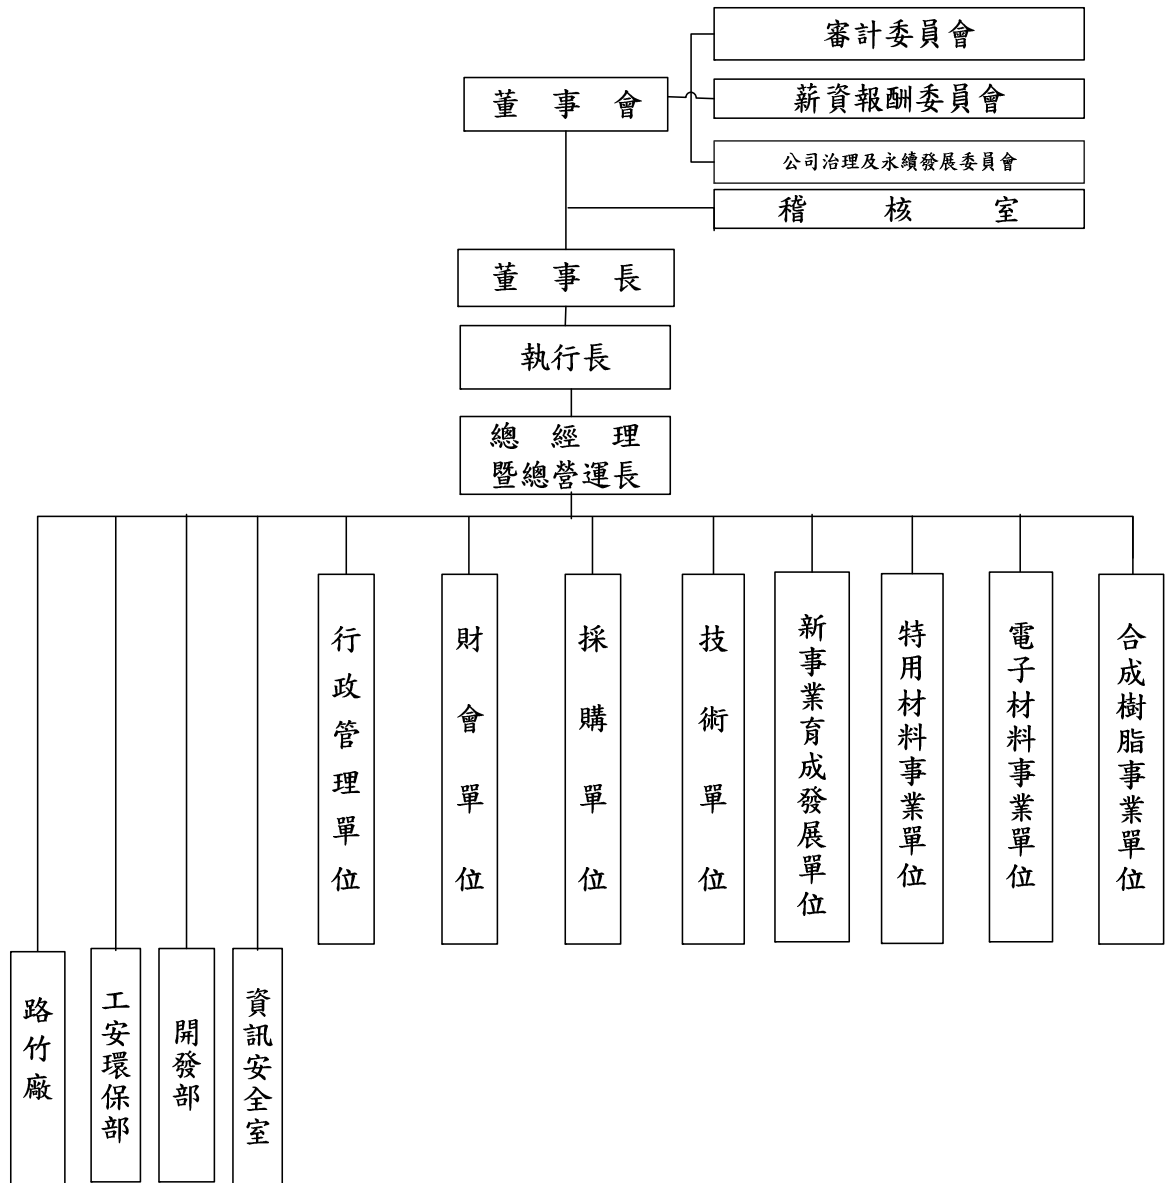 審計委員會
董事會
薪資報酬委員會
公司治理及永續發展委員會
稽核室
董事長
執行長
總經理
暨總營運長
行政管理單位
財會單位
採購單位
技術單位
新事業育成發展單位
特用材料事業單位
電子材料事業單位
合成樹脂事業單位
路竹廠
工安環保部
開發部
資訊安全室